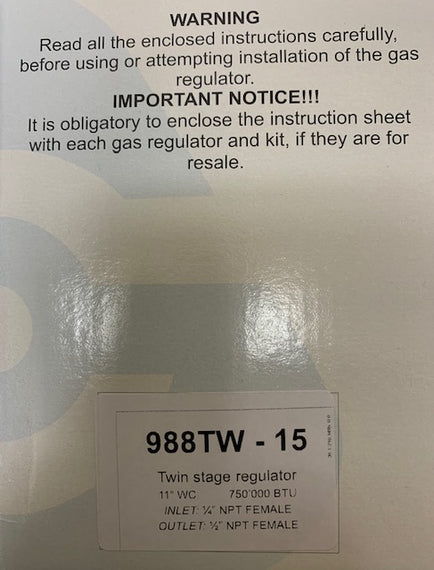 WARNING
Read all the enclosed instructions carefully,
before using or attempting installation of the gas
regulator.
IMPORTANT NOTICE!!!
It is obligatory to enclose the instruction sheet
with each gas regulator and kit, if they are for
resale.
988TW - 15
Twin stage regulator
11" WC 750'000 BTU
INLET: ¼" NPT FEMALE
OUTLET: ½" NPT FEMALE